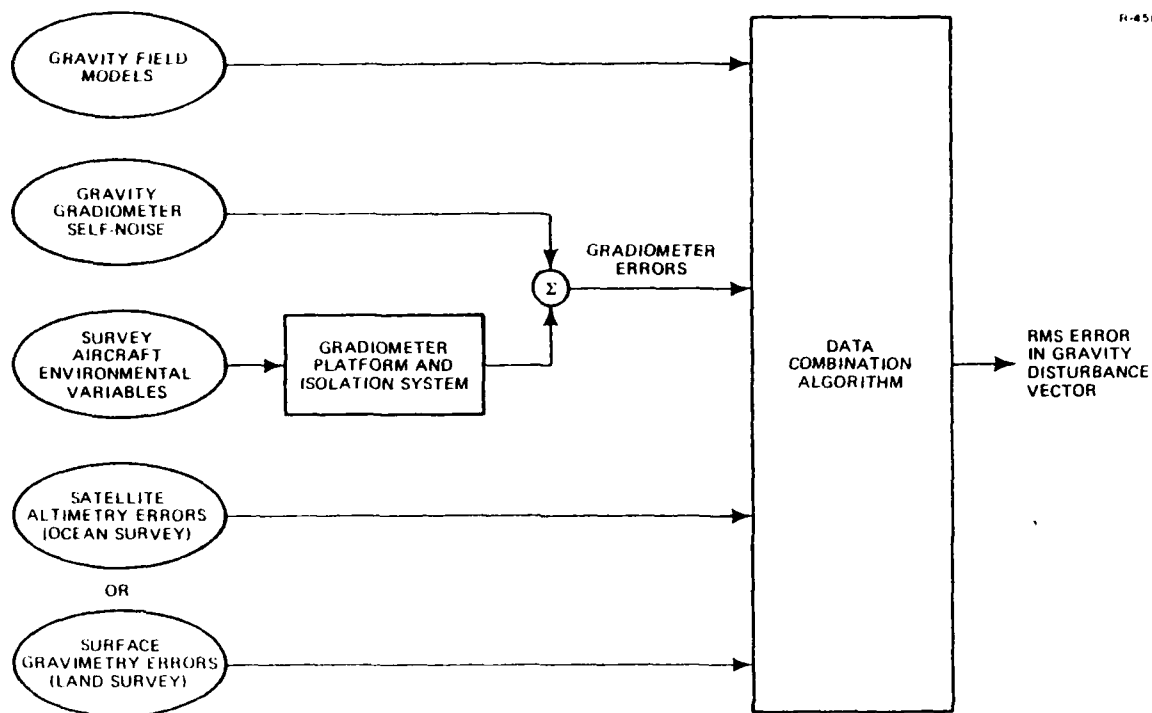 GRAVITY FIELD
MODELS
GRAVITY
GRADIOMETER
SELF-NOISE
SURVEY
AIRCRAFT
ENVIRONMENTAL
VARIABLES
GRADIOMETER
PLATFORM AND
ISOLATION SYSTEM
Σ
GRADIOMETER
ERRORS
SATELLITE
ALTIMETRY ERRORS
(OCEAN SURVEY)
OR
SURFACE
GRAVIMETRY ERRORS
(LAND SURVEY)
DATA
COMBINATION
ALGORITHM
RMS ERROR
IN GRAVITY
DISTURBANCE
VECTOR